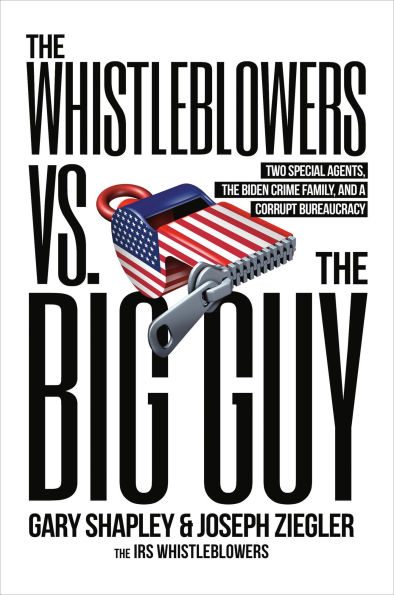 THE
WHISTLEBLOWERS
VS.
TWO SPECIAL AGENTS,
THE BIDEN CRIME FAMILY, AND A
CORRUPT BUREAUCRACY
THE
BIG GUY
GARY SHAPLEY & JOSEPH ZIEGLER
THE IRS WHISTLEBLOWERS